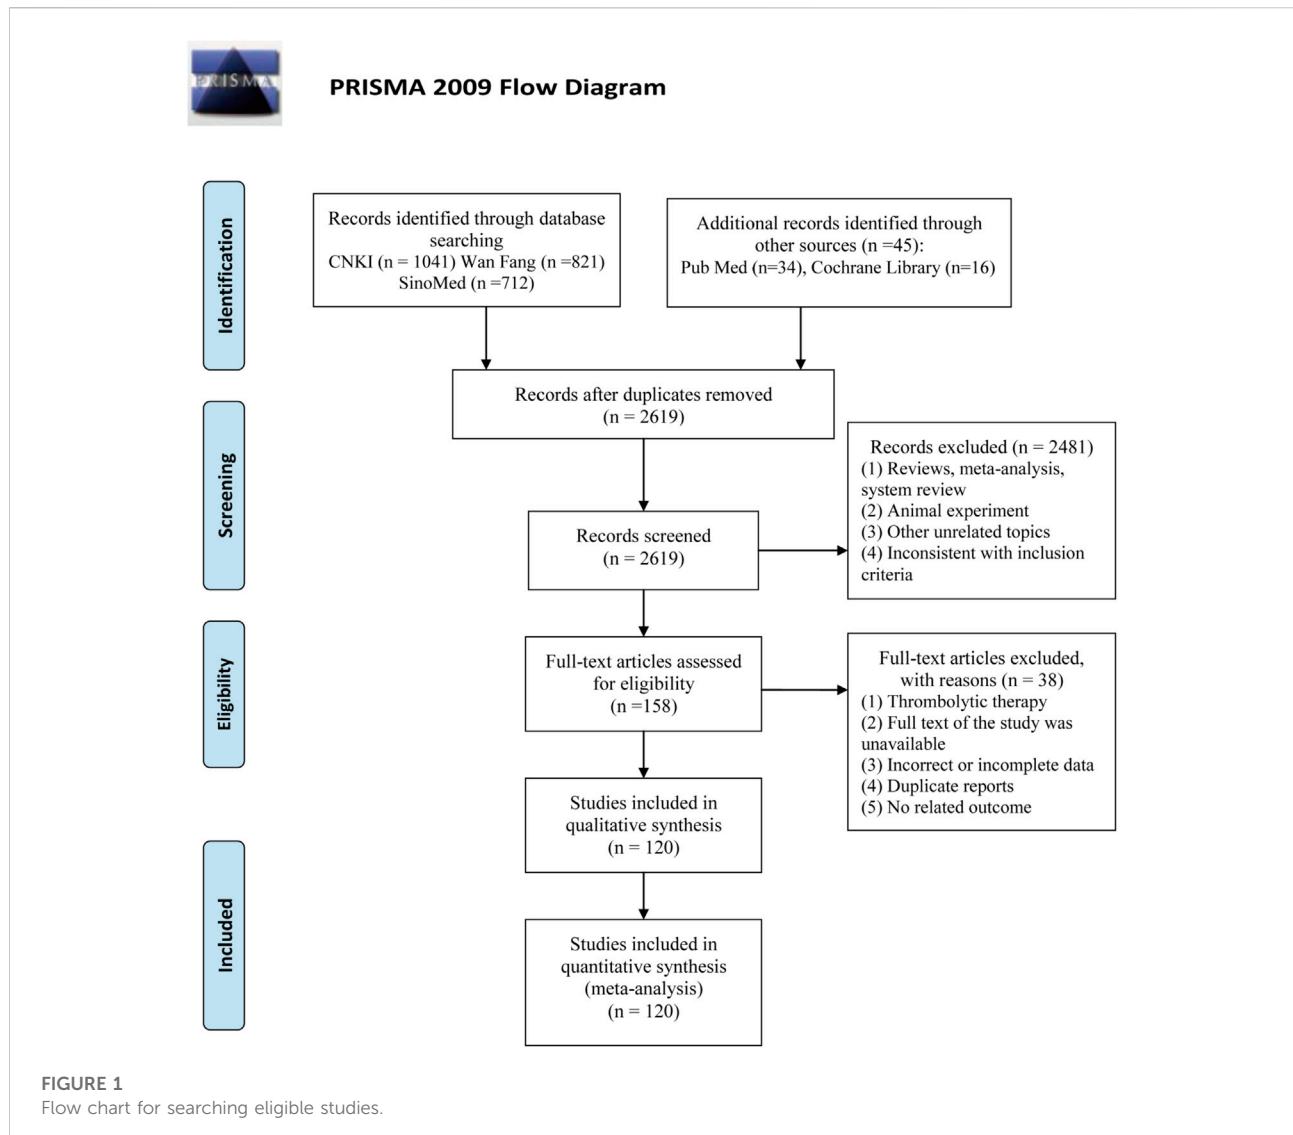 PRISMA
PRISMA 2009 Flow Diagram
Identification
Records identified through database
searching
CNKI (n = 1041) Wan Fang (n =821)
SinoMed (n =712)
Additional records identified through
other sources (n =45):
Pub Med (n=34), Cochrane Library (n=16)
Records after duplicates removed
(n = 2619)
Screening
Records screened
(n = 2619)
Records excluded (n = 2481)
(1) Reviews, meta-analysis,
system review
(2) Animal experiment
(3) Other unrelated topics
(4) Inconsistent with inclusion
criteria
Eligibility
Full-text articles assessed
for eligibility
(n =158)
Full-text articles excluded,
with reasons (n = 38)
(1) Thrombolytic therapy
(2) Full text of the study was
unavailable
(3) Incorrect or incomplete data
(4) Duplicate reports
(5) No related outcome
Studies included in
qualitative synthesis
(n = 120)
Included
Studies included in
quantitative synthesis
(meta-analysis)
(n = 120)
FIGURE 1
Flow chart for searching eligible studies.